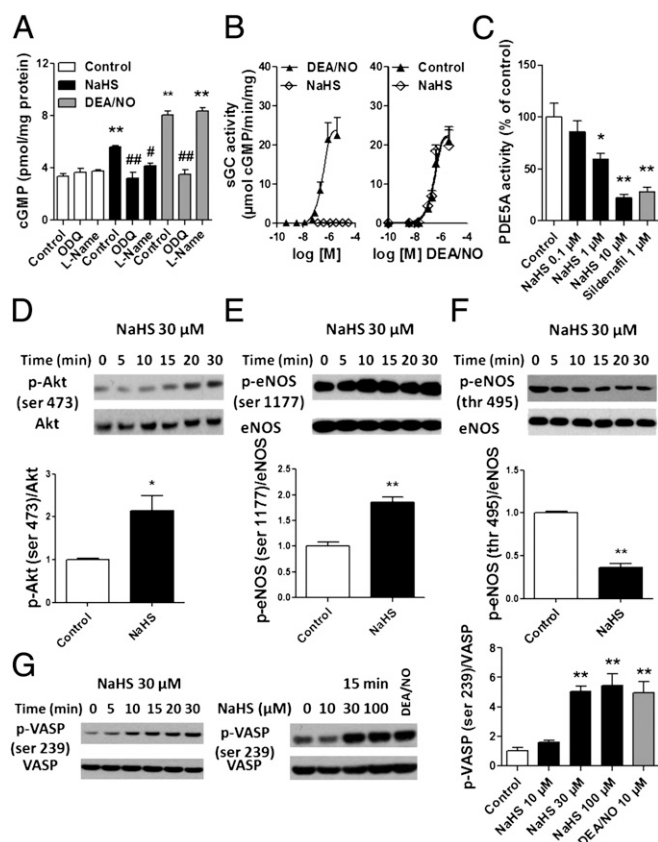 A
cGMP (pmol/mg protein)
12
8
4
0
Control
NaHS
DEA/NO
**
##
#
**
##
**
Control
ODQ
L-Name
Control
ODQ
L-Name
Control
ODQ
L-Name
B
sGC activity
(µmol cGMP/min/mg)
40
30
20
10
0
DEA/NO
NaHS
-10
-5
0
log [M]
40
30
20
10
0
Control
NaHS
-10
-5
0
log [M] DEA/NO
C
PDE5A activity (% of control)
150
100
50
0
*
**
**
Control
NaHS 0.1 µM
NaHS 1 µM
NaHS 10 µM
Sildenafil 1 µM
D
NaHS 30 µM
Time (min) 0 5 10 15 20 30
p-Akt
(ser 473)
Akt
p-Akt (ser 473)/Akt
3
2
1
0
*
Control
NaHS
E
NaHS 30 µM
Time (min) 0 5 10 15 20 30
p-eNOS
(ser 1177)
eNOS
p-eNOS (ser 1177)/eNOS
2.5
2.0
1.5
1.0
0.5
0.0
**
Control
NaHS
F
NaHS 30 µM
Time (min) 0 5 10 15 20 30
p-eNOS
(thr 495)
eNOS
p-eNOS (thr 495)/eNOS
1.5
1.0
0.5
0.0
**
Control
NaHS
G
NaHS 30 µM
Time (min) 0 5 10 15 20 30
p-VASP
(ser 239)
VASP
15 min
NaHS (µM) 0 10 30 100 DEA/NO
p-VASP
(ser 239)
VASP
p-VASP (ser 239)/VASP
8
6
4
2
0
**
**
**
Control
NaHS 10 µM
NaHS 30 µM
NaHS 100 µM
DEA/NO 10 µM